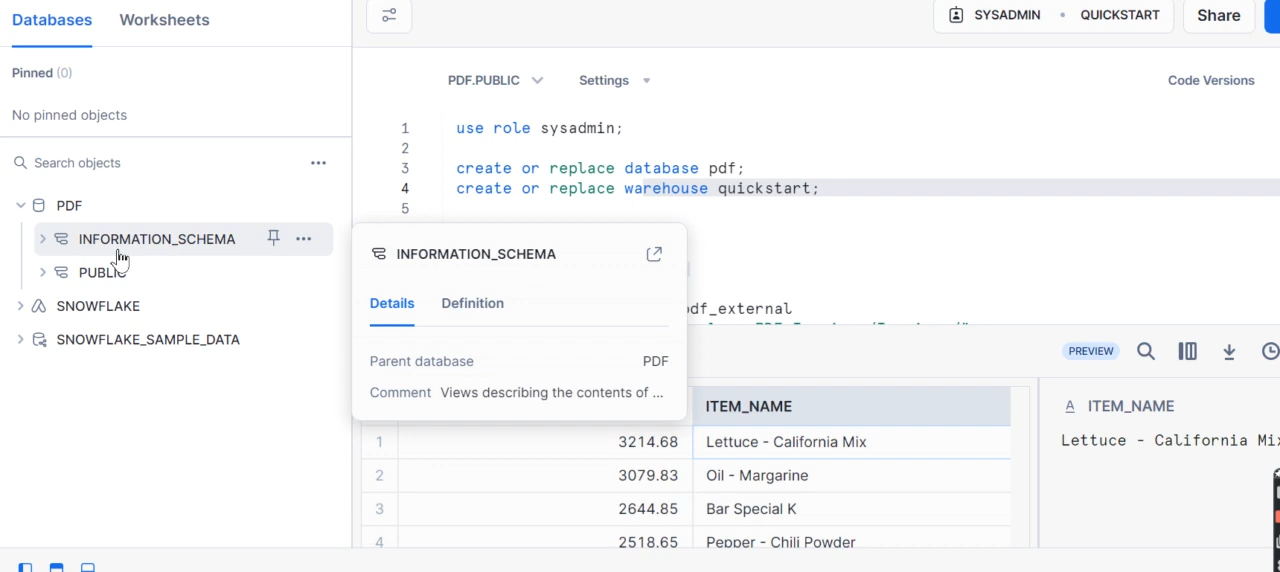 Databases
Worksheets
Pinned (0)
No pinned objects
Search objects
PDF
INFORMATION_SCHEMA
PUBLIC
SNOWFLAKE
SNOWFLAKE_SAMPLE_DATA
SYSADMIN • QUICKSTART
Share
PDF.PUBLIC
Settings
Code Versions
1 use role sysadmin;
2
3 create or replace database pdf;
4 create or replace warehouse quickstart;
5
INFORMATION_SCHEMA
Details
Definition
Parent database PDF
Comment Views describing the contents of ...
pdf_external
PREVIEW
ITEM_NAME
1 3214.68 Lettuce - California Mix
2 3079.83 Oil - Margarine
3 2644.85 Bar Special K
4 2518.65 Pepper - Chili Powder
A ITEM_NAME
Lettuce - California Mix